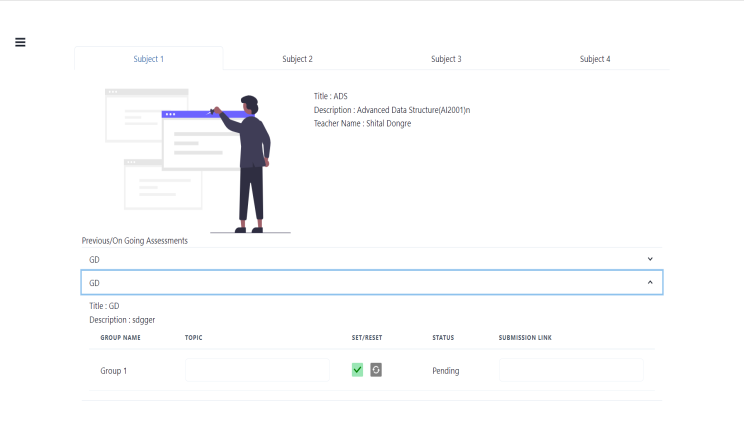 Subject 1 Subject 2 Subject 3 Subject 4
Title : ADS
Description : Advanced Data Structure(AI2001)n
Teacher Name : Shital Dongre
Previous/On Going Assessments
GD
GD
Title : GD
Description : sdgger
GROUP NAME TOPIC SET/RESET STATUS SUBMISSION LINK
Group 1 Pending